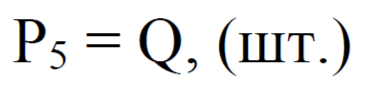 P₅ = Q, (шт.)